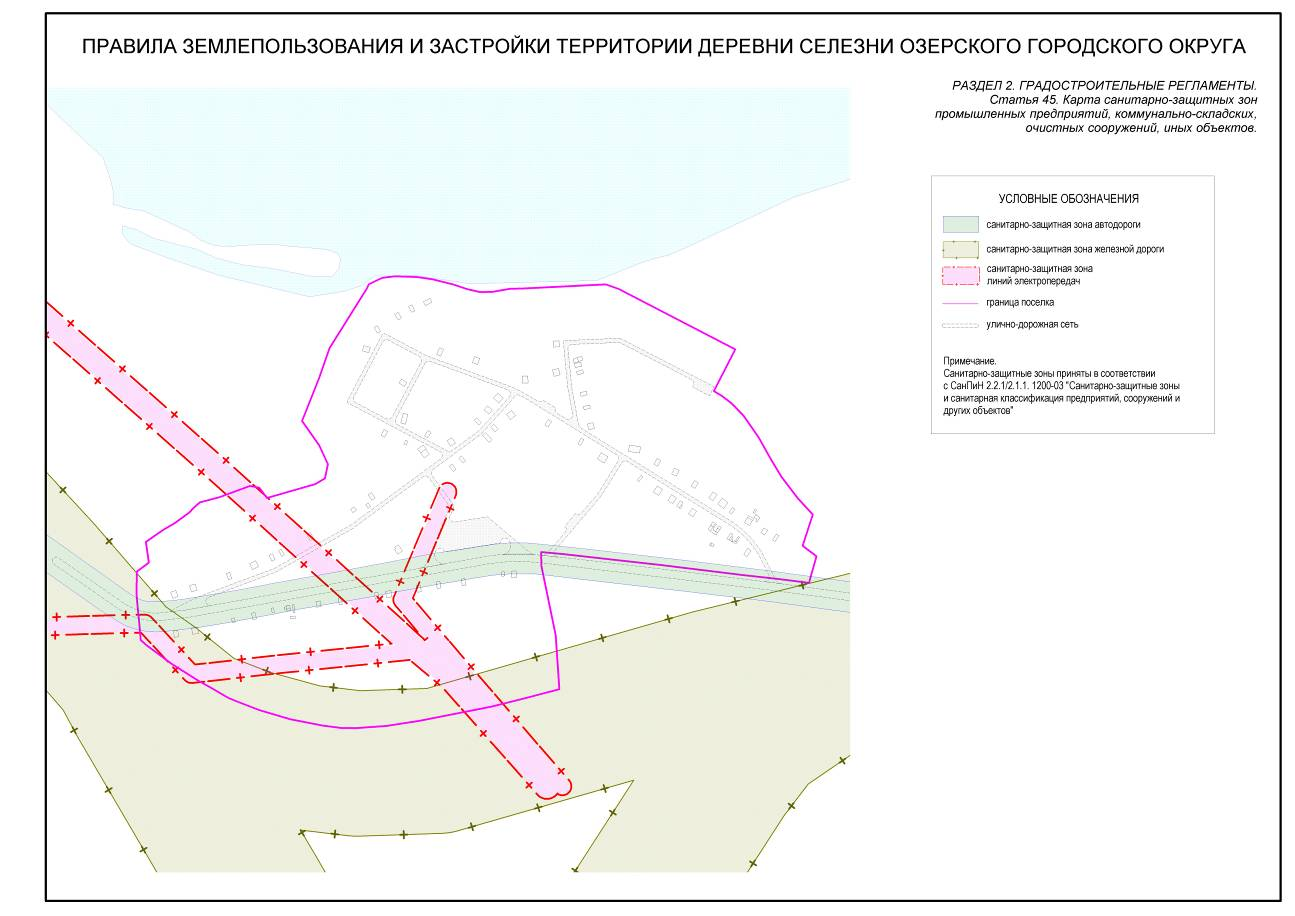 ПРАВИЛА ЗЕМЛЕПОЛЬЗОВАНИЯ И ЗАСТРОЙКИ ТЕРРИТОРИИ ДЕРЕВНИ СЕЛЕЗНИ ОЗЕРСКОГО ГОРОДСКОГО ОКРУГА
РАЗДЕЛ 2. ГРАДОСТРОИТЕЛЬНЫЕ РЕГЛАМЕНТЫ.
Статья 45. Карта санитарно-защитных зон
промышленных предприятий, коммунально-складских,
очистных сооружений, иных объектов.
УСЛОВНЫЕ ОБОЗНАЧЕНИЯ
санитарно-защитная зона автодороги
санитарно-защитная зона железной дороги
санитарно-защитная зона
линий электропередач
граница поселка
улично-дорожная сеть
Примечание.
Санитарно-защитные зоны приняты в соответствии
с СанПиН 2.2.1/2.1.1. 1200-03 "Санитарно-защитные зоны
и санитарная классификация предприятий, сооружений и
других объектов"